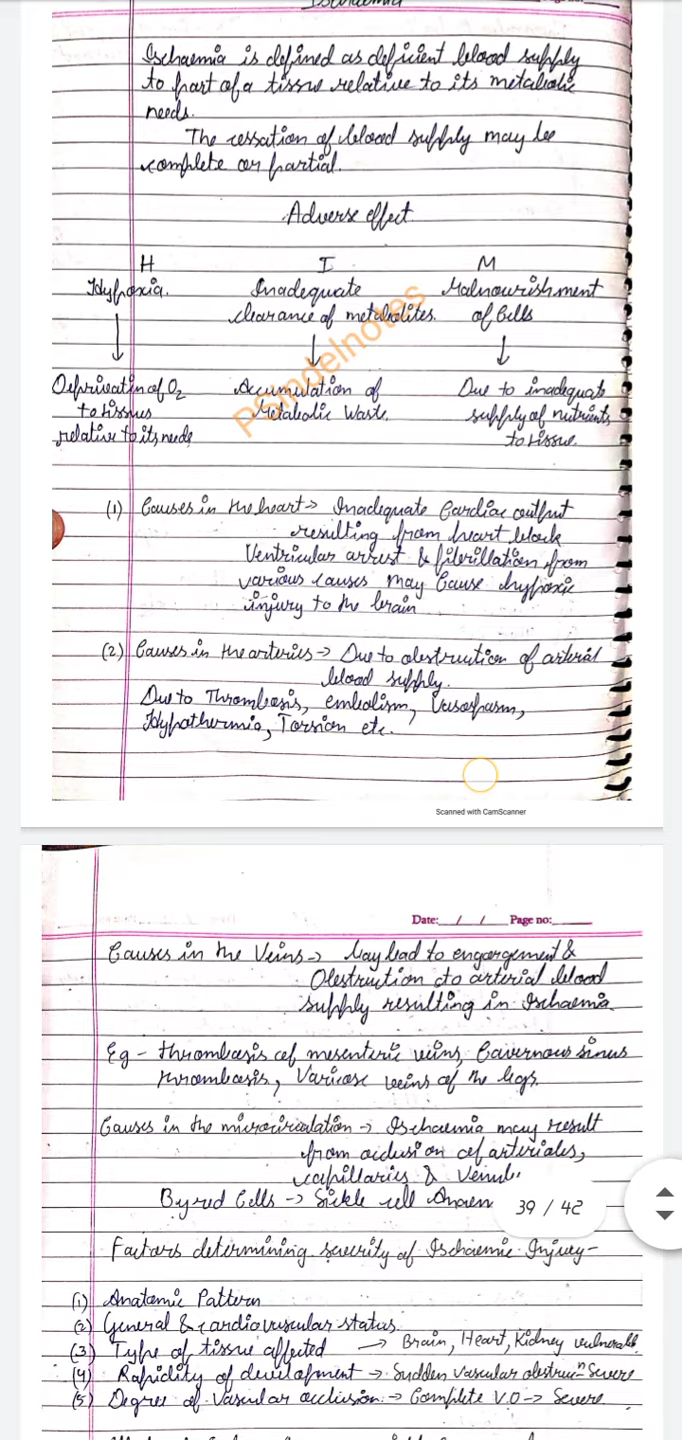 Ischaemia
Ischaemia is defined as deficient blood supply
to part of a tissue relative to its metabolic
needs.
The cessation of blood supply may be
complete or partial.
Adverse effect
H I M
Hypoxia. Inadequate Malnourishment
clearance of metabolites. of Cells
Deprivatin of O2 Accumulation of Due to inadequate
to tissus Metabolic Waste. supply of nutrients
relative to its needs to tissue.
PSindelnotes
(1) Causes in the heart → Inadequate Cardiac output
resulting from heart block
Ventricular arrest & fibrillation from
various causes may Cause hypoxic
injury to the brain
(2) Causes in the arteries → Due to obstruction of arterial
blood supply.
Due to Thrombosis, embolism, Vasospasm,
Hypothermia, Torsion etc.
Scanned with CamScanner
Date: / / Page no:
Causes in the Veins → May lead to engorgement &
Obstruction to arterial blood
supply resulting in Ischaemia
Eg - thrombosis of mesenteric veins, Cavernous sinus
thrombosis, Varicose veins of the legs.
Causes in the microcirculation → Ischaemia may result
from occlusion of arterioles,
capillaries & Venul
By red Cells → Sickle cell
39 / 42
Factors determining severity of Ischaemic Injury -
(1) Anatomic Pattern
(2) General & cardiovascular status.
(3) Type of tissue affected → Brain, Heart, Kidney vulnerabl
(4) Rapidity of development → Sudden vascular obstrucn Severe
(5) Degree of Vascular occlusion → Complete V.O → Severe